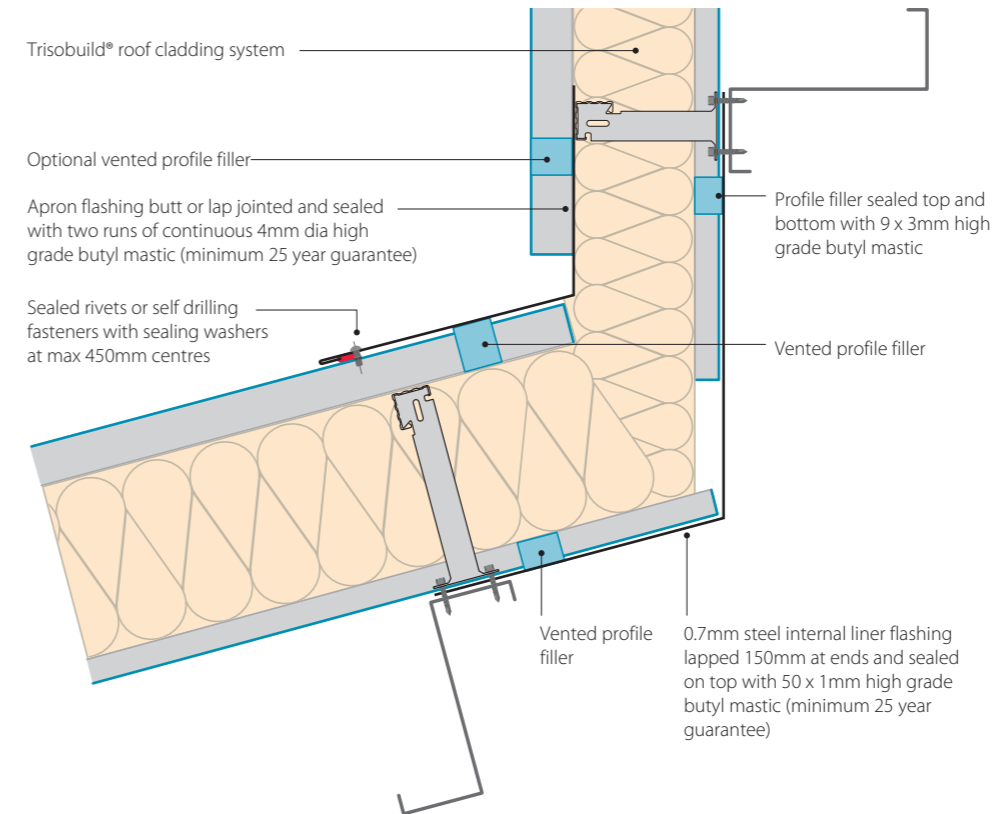 Trisobuild® roof cladding system
Optional vented profile filler
Apron flashing butt or lap jointed and sealed
with two runs of continuous 4mm dia high
grade butyl mastic (minimum 25 year guarantee)
Sealed rivets or self drilling
fasteners with sealing washers
at max 450mm centres
Profile filler sealed top and
bottom with 9 x 3mm high
grade butyl mastic
Vented profile filler
Vented profile
filler
0.7mm steel internal liner flashing
lapped 150mm at ends and sealed
on top with 50 x 1mm high grade
butyl mastic (minimum 25 year
guarantee)